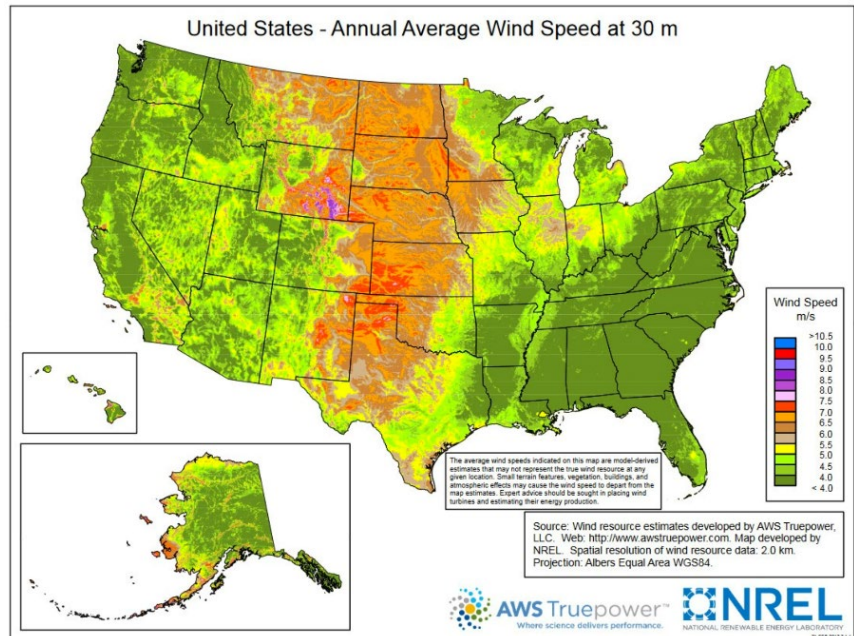 United States - Annual Average Wind Speed at 30 m
Wind Speed
m/s
>10.5
10.0
9.5
9.0
8.5
8.0
7.5
7.0
6.5
6.0
5.5
5.0
4.5
4.0
< 4.0
The average wind speeds indicated on this map are model-derived
estimates that may not represent the true wind resource at any
given location. Small terrain features, vegetation, buildings, and
atmospheric effects may cause the wind speed to depart from the
map estimates. Expert advice should be sought in placing wind
turbines and estimating their energy production.
Source: Wind resource estimates developed by AWS Truepower,
LLC. Web: http://www.awstruepower.com. Map developed by
NREL. Spatial resolution of wind resource data: 2.0 km.
Projection: Albers Equal Area WGS84.
AWS Truepower™
Where science delivers performance.
NREL
NATIONAL RENEWABLE ENERGY LABORATORY